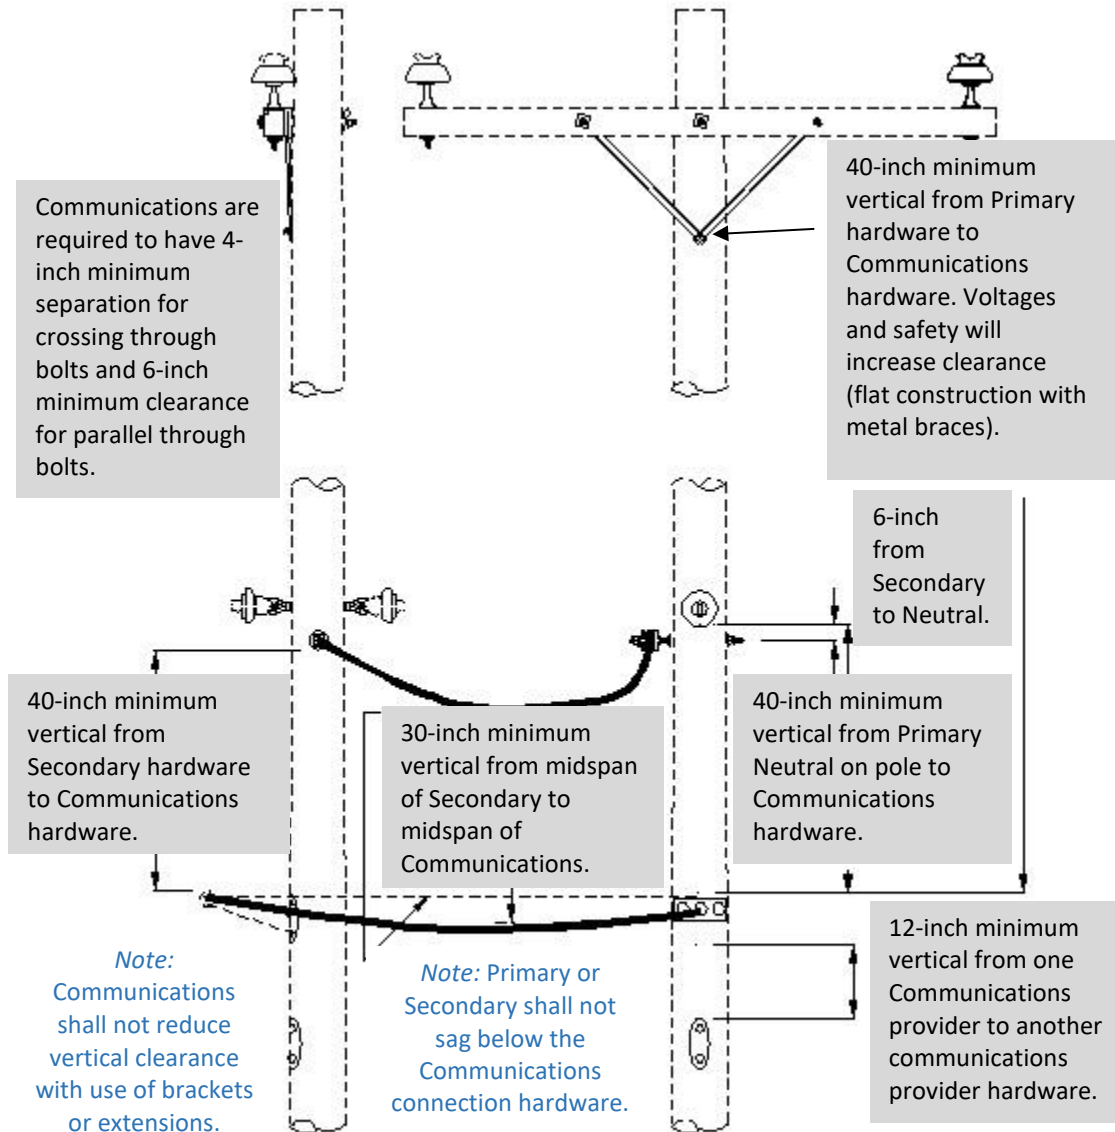 Communications are
required to have 4-
inch minimum
separation for
crossing through
bolts and 6-inch
minimum clearance
for parallel through
bolts.
40-inch minimum
vertical from Primary
hardware to
Communications
hardware. Voltages
and safety will
increase clearance
(flat construction with
metal braces).
6-inch
from
Secondary
to Neutral.
40-inch minimum
vertical from
Secondary hardware
to Communications
hardware.
30-inch minimum
vertical from midspan
of Secondary to
midspan of
Communications.
40-inch minimum
vertical from Primary
Neutral on pole to
Communications
hardware.
12-inch minimum
vertical from one
Communications
provider to another
communications
provider hardware.
Note:
Communications
shall not reduce
vertical clearance
with use of brackets
or extensions.
Note: Primary or
Secondary shall not
sag below the
Communications
connection hardware.